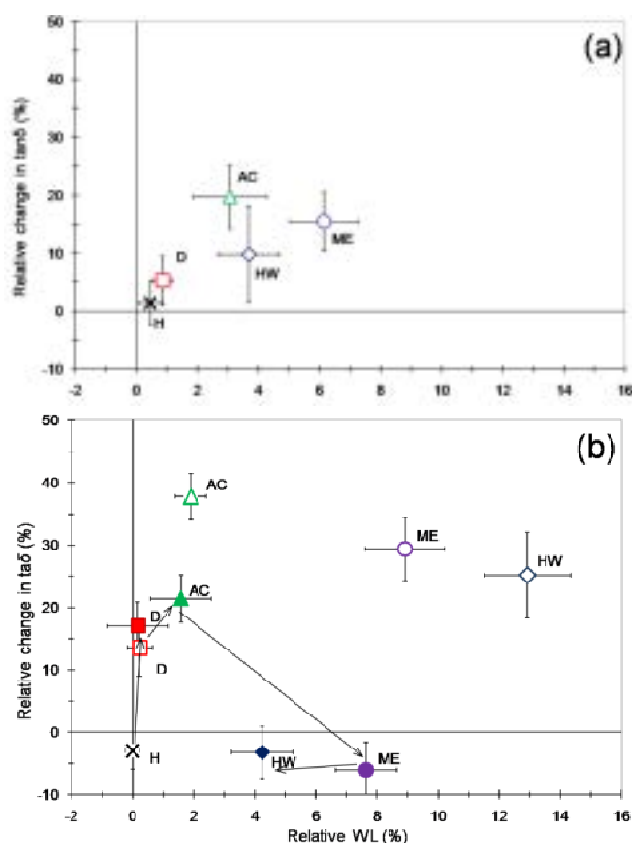 (a)
Relative change in tanδ (%)
50
40
30
20
10
0
-10
AC
ME
HW
D
H
-2 0 2 4 6 8 10 12 14 16
(b)
Relative change in taδ (%)
50
40
30
20
10
0
-10
AC
ME
HW
AC
D
D
H
HW
ME
-2 0 2 4 6 8 10 12 14 16
Relative WL (%)